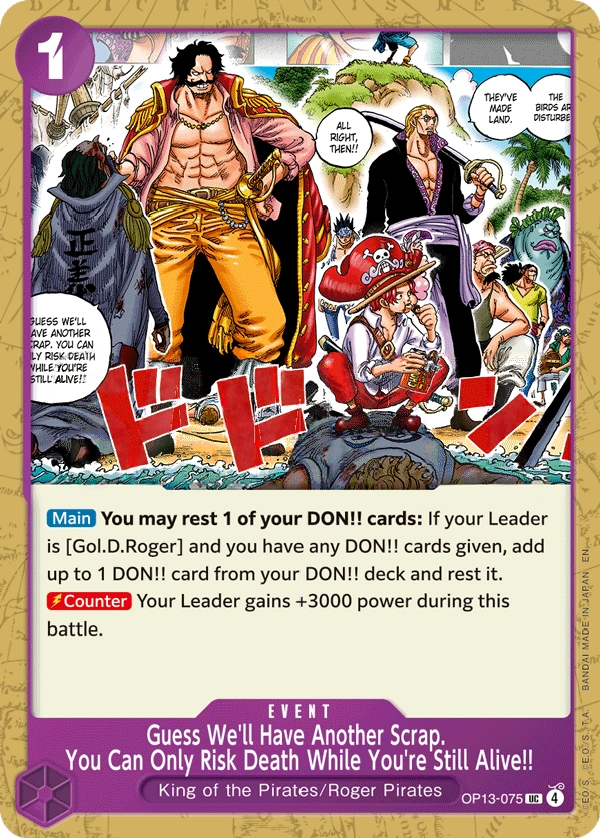 1
ALL
RIGHT,
THEN!!
THEY'VE
MADE
LAND.
THE
BIRDS AR
DISTURBE
正義
GUESS WE'LL
AVE ANOTHER
CRAP. YOU CAN
LY RISK DEATH
WHILE YOU'RE
STILL ALIVE!!
ドドン
Main You may rest 1 of your DON!! cards: If your Leader
is [Gol.D.Roger] and you have any DON!! cards given, add
up to 1 DON!! card from your DON!! deck and rest it.
⚡Counter Your Leader gains +3000 power during this
battle.
EVENT
Guess We'll Have Another Scrap.
You Can Only Risk Death While You're Still Alive!!
King of the Pirates/Roger Pirates
OP13-075 UC 4
©E.O./S. ©E.O./S.,T.A. BANDAI MADE IN JAPAN EN